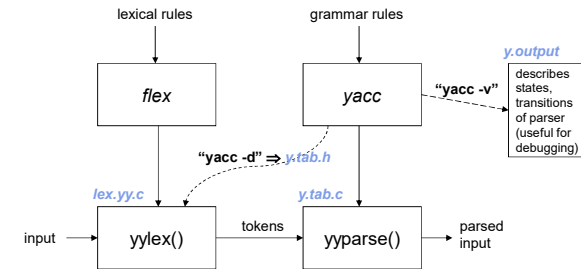 lexical rules
grammar rules
flex
yacc
"yacc -v"
y.output
describes
states,
transitions
of parser
(useful for
debugging)
"yacc -d" ⇒ y.tab.h
lex.yy.c
y.tab.c
input
yylex()
tokens
yyparse()
parsed
input